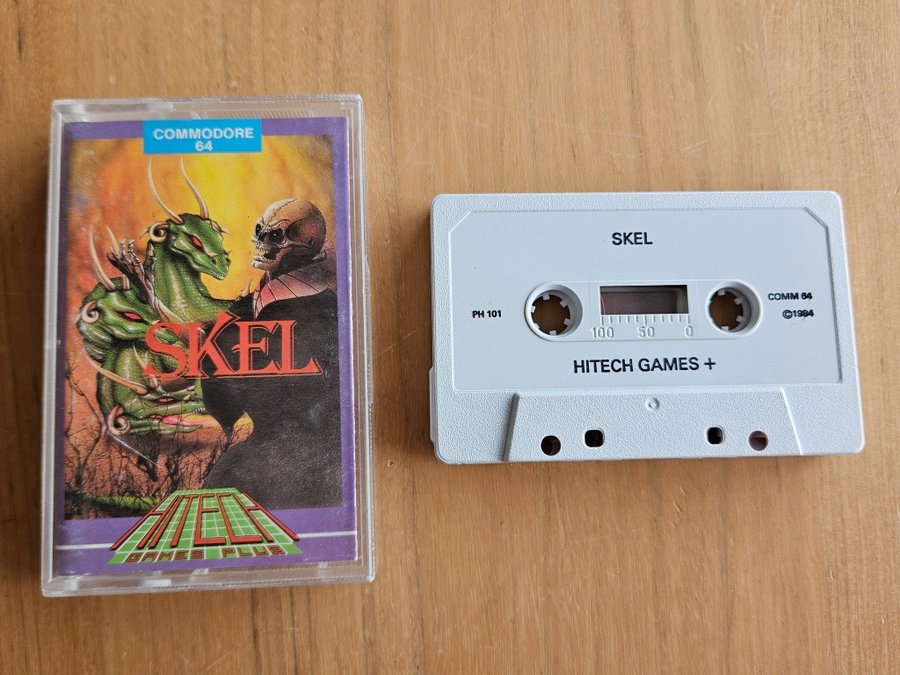 COMMODORE
64
SKEL
HITECH
GAMES PLUS
SKEL
PH 101
COMM 64
©1984
100 50 0
HITECH GAMES +